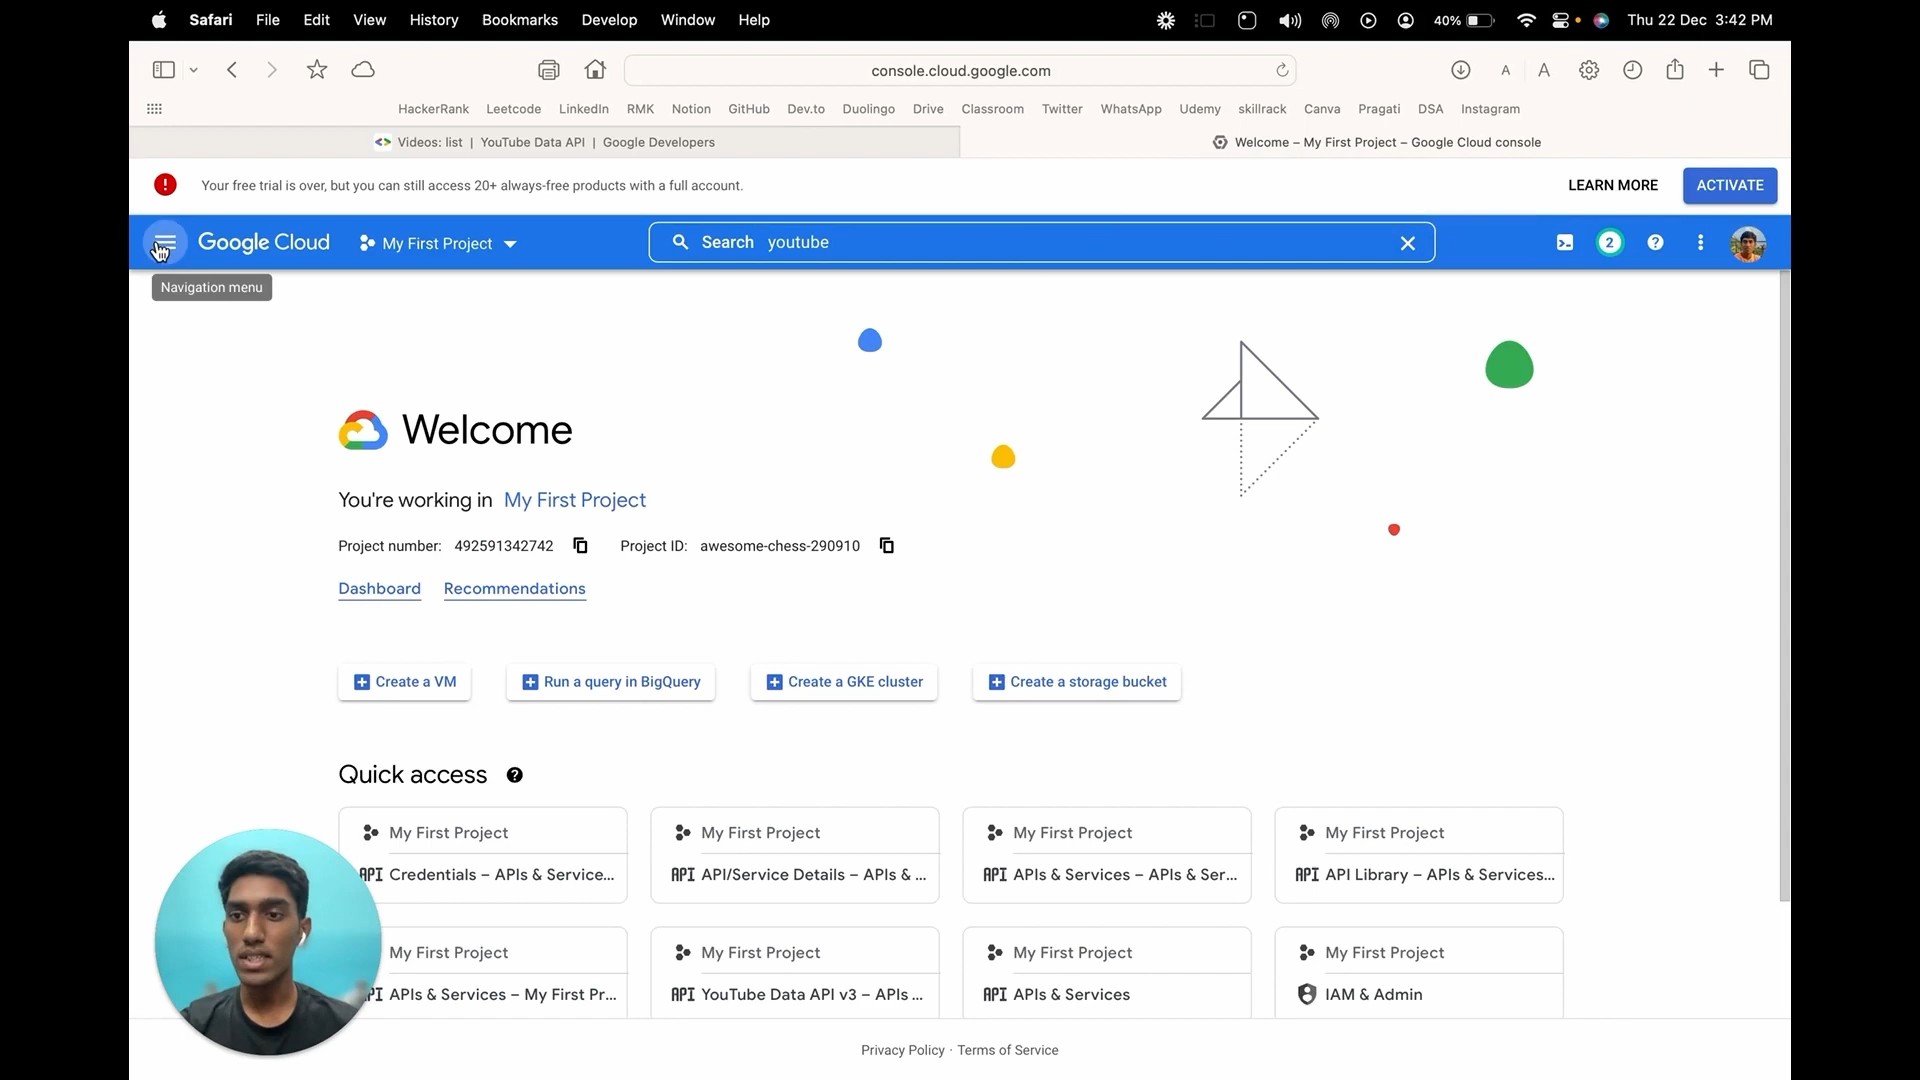 Safari File Edit View History Bookmarks Develop Window Help 40% Thu 22 Dec 3:42 PM
console.cloud.google.com A A
HackerRank Leetcode LinkedIn RMK Notion GitHub Dev.to Duolingo Drive Classroom Twitter WhatsApp Udemy skillrack Canva Pragati DSA Instagram
Videos: list | YouTube Data API | Google Developers Welcome – My First Project – Google Cloud console
Your free trial is over, but you can still access 20+ always-free products with a full account. LEARN MORE ACTIVATE
Google Cloud My First Project Search youtube 2
Navigation menu
Welcome
You're working in My First Project
Project number: 492591342742 Project ID: awesome-chess-290910
Dashboard Recommendations
Create a VM Run a query in BigQuery Create a GKE cluster Create a storage bucket
Quick access
My First Project My First Project My First Project My First Project
API Credentials – APIs & Service... API API/Service Details – APIs & ... API APIs & Services – APIs & Ser... API API Library – APIs & Services...
My First Project My First Project My First Project My First Project
API APIs & Services – My First Pr... API YouTube Data API v3 – APIs ... API APIs & Services IAM & Admin
Privacy Policy · Terms of Service